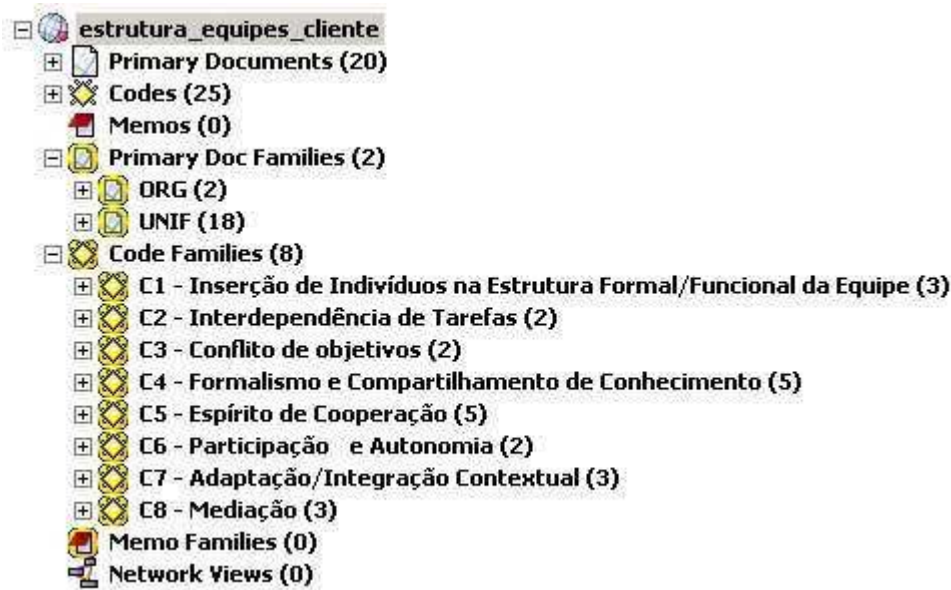 estrutura_equipes_cliente
Primary Documents (20)
Codes (25)
Memos (0)
Primary Doc Families (2)
ORG (2)
UNIF (18)
Code Families (8)
C1 - Inserção de Indivíduos na Estrutura Formal/Funcional da Equipe (3)
C2 - Interdependência de Tarefas (2)
C3 - Conflito de objetivos (2)
C4 - Formalismo e Compartilhamento de Conhecimento (5)
C5 - Espírito de Cooperação (5)
C6 - Participação   e Autonomia (2)
C7 - Adaptação/Integração Contextual (3)
C8 - Mediação (3)
Memo Families (0)
Network Views (0)